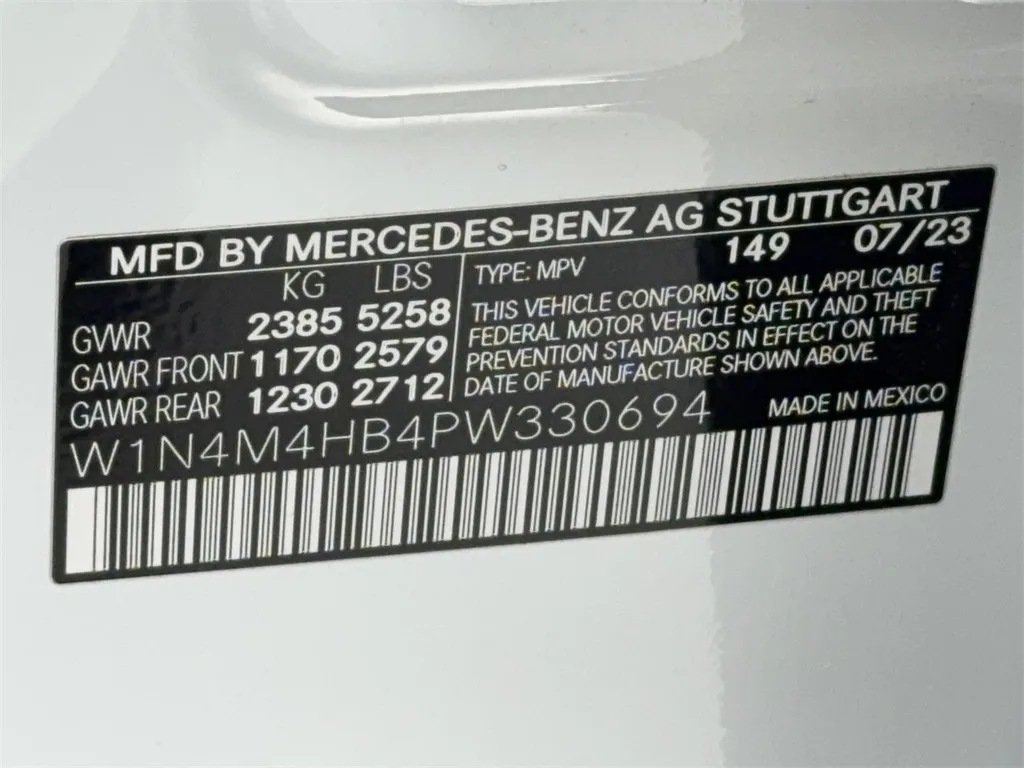 MFD BY MERCEDES-BENZ AG STUTTGART
KG LBS
149 07/23
GVWR 2385 5258
GAWR FRONT 1170 2579
GAWR REAR 1230 2712
TYPE: MPV
THIS VEHICLE CONFORMS TO ALL APPLICABLE
FEDERAL MOTOR VEHICLE SAFETY AND THEFT
PREVENTION STANDARDS IN EFFECT ON THE
DATE OF MANUFACTURE SHOWN ABOVE.
W1N4M4HB4PW330694
MADE IN MEXICO